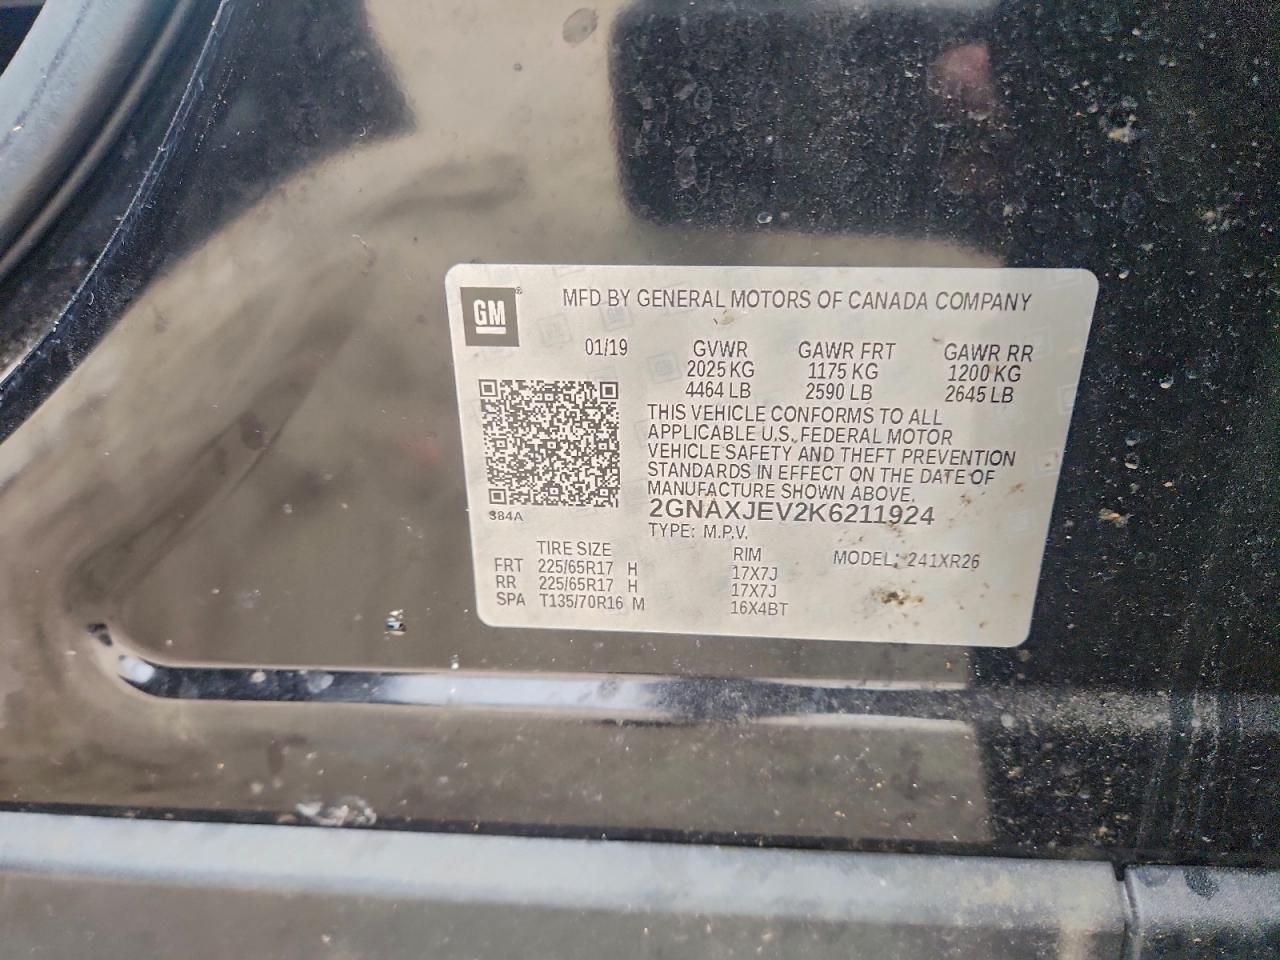 GM
MFD BY GENERAL MOTORS OF CANADA COMPANY
01/19 GVWR GAWR FRT GAWR RR
2025 KG 1175 KG 1200 KG
4464 LB 2590 LB 2645 LB
THIS VEHICLE CONFORMS TO ALL
APPLICABLE U.S. FEDERAL MOTOR
VEHICLE SAFETY AND THEFT PREVENTION
STANDARDS IN EFFECT ON THE DATE OF
MANUFACTURE SHOWN ABOVE.
384A
2GNAXJEV2K6211924
TYPE: M.P.V.
TIRE SIZE RIM MODEL: 241XR26
FRT 225/65R17 H 17X7J
RR 225/65R17 H 17X7J
SPA T135/70R16 M 16X4BT